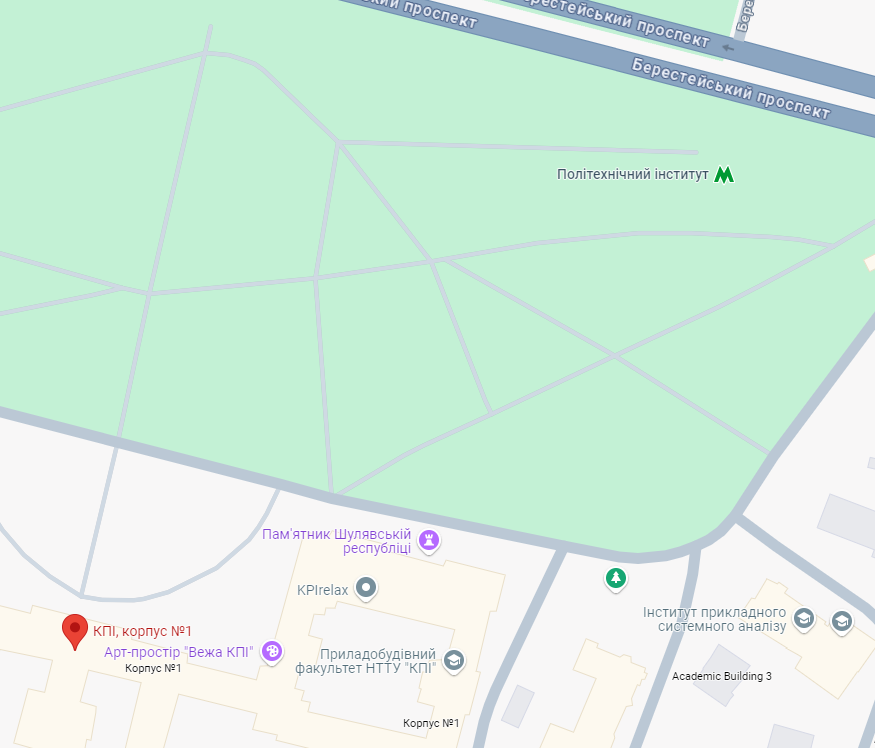 ький проспект
рестейський проспект
Бере
Берестейський проспект
Політехнічний інститут
Пам'ятник Шулявській
республіці
KPIrelax
Інститут прикладного
системного аналізу
КПІ, корпус №1
Арт-простір "Вежа КПІ"
Корпус №1
Приладобудівний
факультет НТТУ "КПІ"
Academic Building 3
Корпус №1